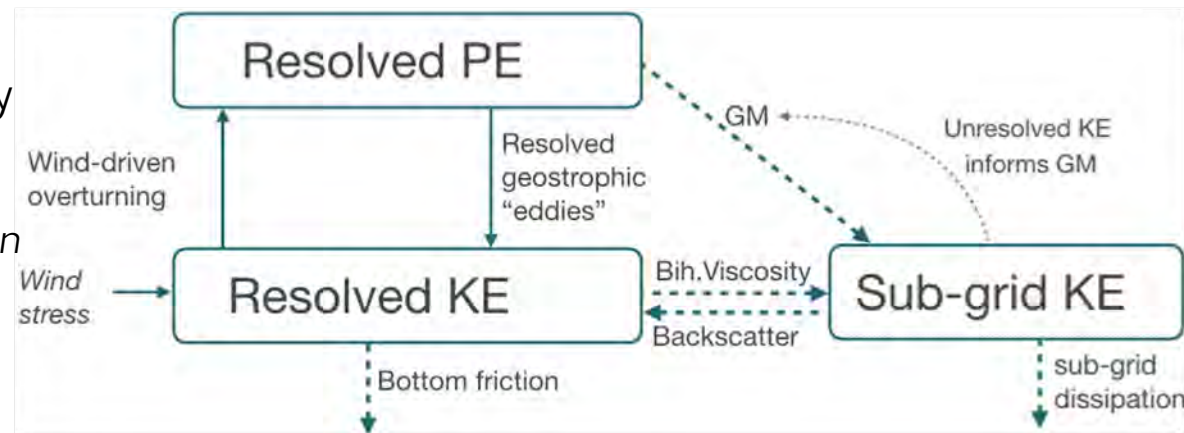 Resolved PE
y
GM
Unresolved KE
informs GM
Wind-driven
overturning
Resolved
geostrophic
“eddies”
n
Wind
stress
Resolved KE
Bih.Viscosity
Backscatter
Sub-grid KE
Bottom friction
sub-grid
dissipation